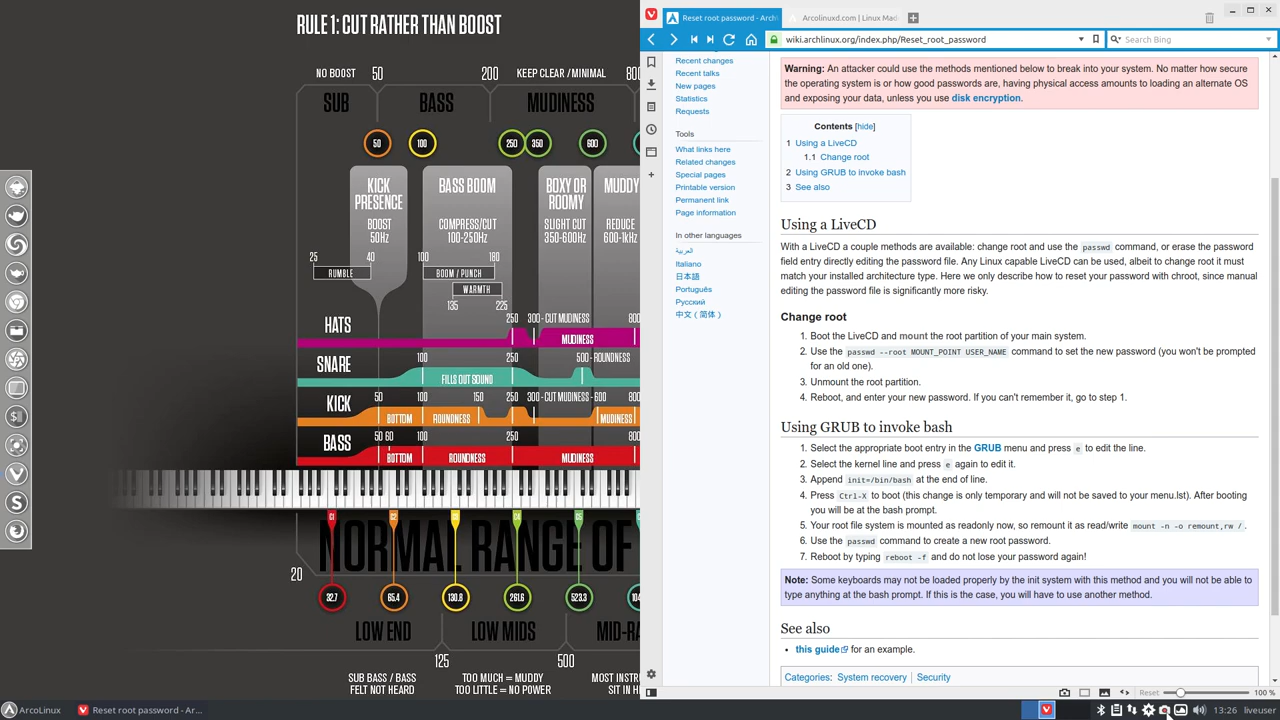 RULE 1: CUT RATHER THAN BOOST
NO BOOST 50 200 KEEP CLEAR / MINIMAL 800
SUB BASS MUDINESS
50 100 250 350 600
KICK PRESENCE
BOOST 50Hz
BASS BOOM
COMPRESS/CUT 100-250Hz
BOXY OR ROOMY
SLIGHT CUT 350-600Hz
MUDDY
REDUCE 600-1kHz
25 40 100 180
RUMBLE BOOM / PUNCH
WARMTH
135 225
HATS 250 300 - CUT MUDINESS - 800
MUDINESS
SNARE 100 250 500 - ROUNDNESS
FILLS OUT SOUND
KICK 50 100 150 250 300 - CUT MUDINESS - 600
BOTTOM ROUNDNESS MUDINESS
BASS 50 60 100 250 800
BOTTOM ROUNDNESS MUDINESS
C1 C2 C3 C4 C5
NORMAL RANGE OF
20
32.7 65.4 130.8 261.6 523.3
LOW END LOW MIDS MID-RA
125 500
SUB BASS / BASS
FELT NOT HEARD
TOO MUCH = MUDDY
TOO LITTLE = NO POWER
MOST INSTR
SIT IN H
Reset root password - Arch
Arcolinuxd.com | Linux Mad
wiki.archlinux.org/index.php/Reset_root_password
Search Bing
Recent changes
Recent talks
New pages
Statistics
Requests
Tools
What links here
Related changes
Special pages
Printable version
Permanent link
Page information
In other languages
العربية
Italiano
日本語
Português
Русский
中文（简体）
Warning: An attacker could use the methods mentioned below to break into your system. No matter how secure
the operating system is or how good passwords are, having physical access amounts to loading an alternate OS
and exposing your data, unless you use disk encryption.
Contents [hide]
1 Using a LiveCD
1.1 Change root
2 Using GRUB to invoke bash
3 See also
Using a LiveCD
With a LiveCD a couple methods are available: change root and use the passwd command, or erase the password
field entry directly editing the password file. Any Linux capable LiveCD can be used, albeit to change root it must
match your installed architecture type. Here we only describe how to reset your password with chroot, since manual
editing the password file is significantly more risky.
Change root
1. Boot the LiveCD and mount the root partition of your main system.
2. Use the passwd --root MOUNT_POINT USER_NAME command to set the new password (you won't be prompted
for an old one).
3. Unmount the root partition.
4. Reboot, and enter your new password. If you can't remember it, go to step 1.
Using GRUB to invoke bash
1. Select the appropriate boot entry in the GRUB menu and press e to edit the line.
2. Select the kernel line and press e again to edit it.
3. Append init=/bin/bash at the end of line.
4. Press Ctrl-X to boot (this change is only temporary and will not be saved to your menu.lst). After booting
you will be at the bash prompt.
5. Your root file system is mounted as readonly now, so remount it as read/write mount -n -o remount,rw / .
6. Use the passwd command to create a new root password.
7. Reboot by typing reboot -f and do not lose your password again!
Note: Some keyboards may not be loaded properly by the init system with this method and you will not be able to
type anything at the bash prompt. If this is the case, you will have to use another method.
See also
this guide for an example.
Categories: System recovery | Security
Reset 100 %
ArcoLinux
Reset root password - Ar...
13:26 liveuser